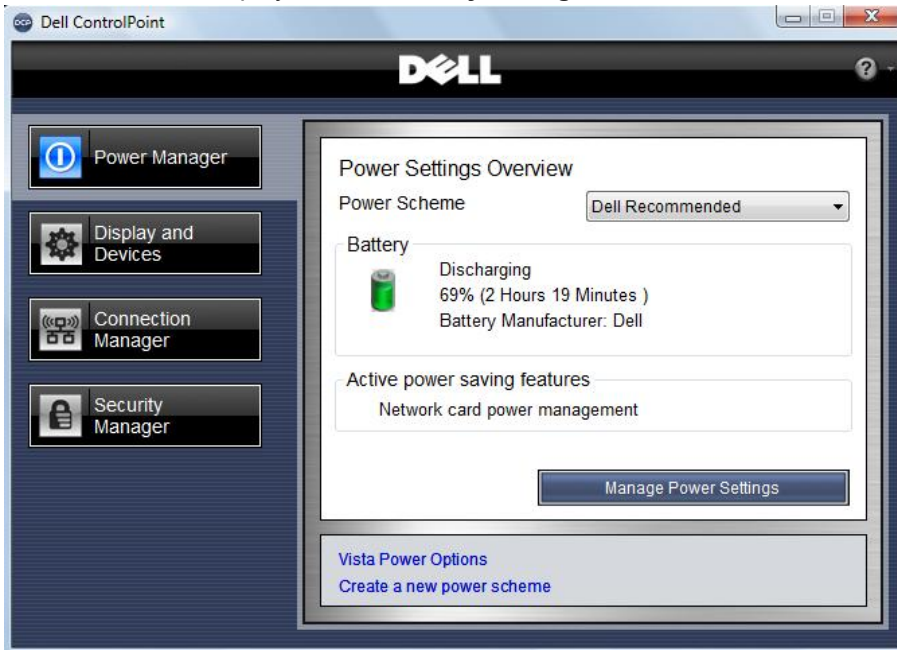 DCP Dell ControlPoint
DELL
?
Power Manager
Display and
Devices
Connection
Manager
Security
Manager
Power Settings Overview
Power Scheme
Dell Recommended
Battery
Discharging
69% (2 Hours 19 Minutes )
Battery Manufacturer: Dell
Active power saving features
Network card power management
Manage Power Settings
Vista Power Options
Create a new power scheme